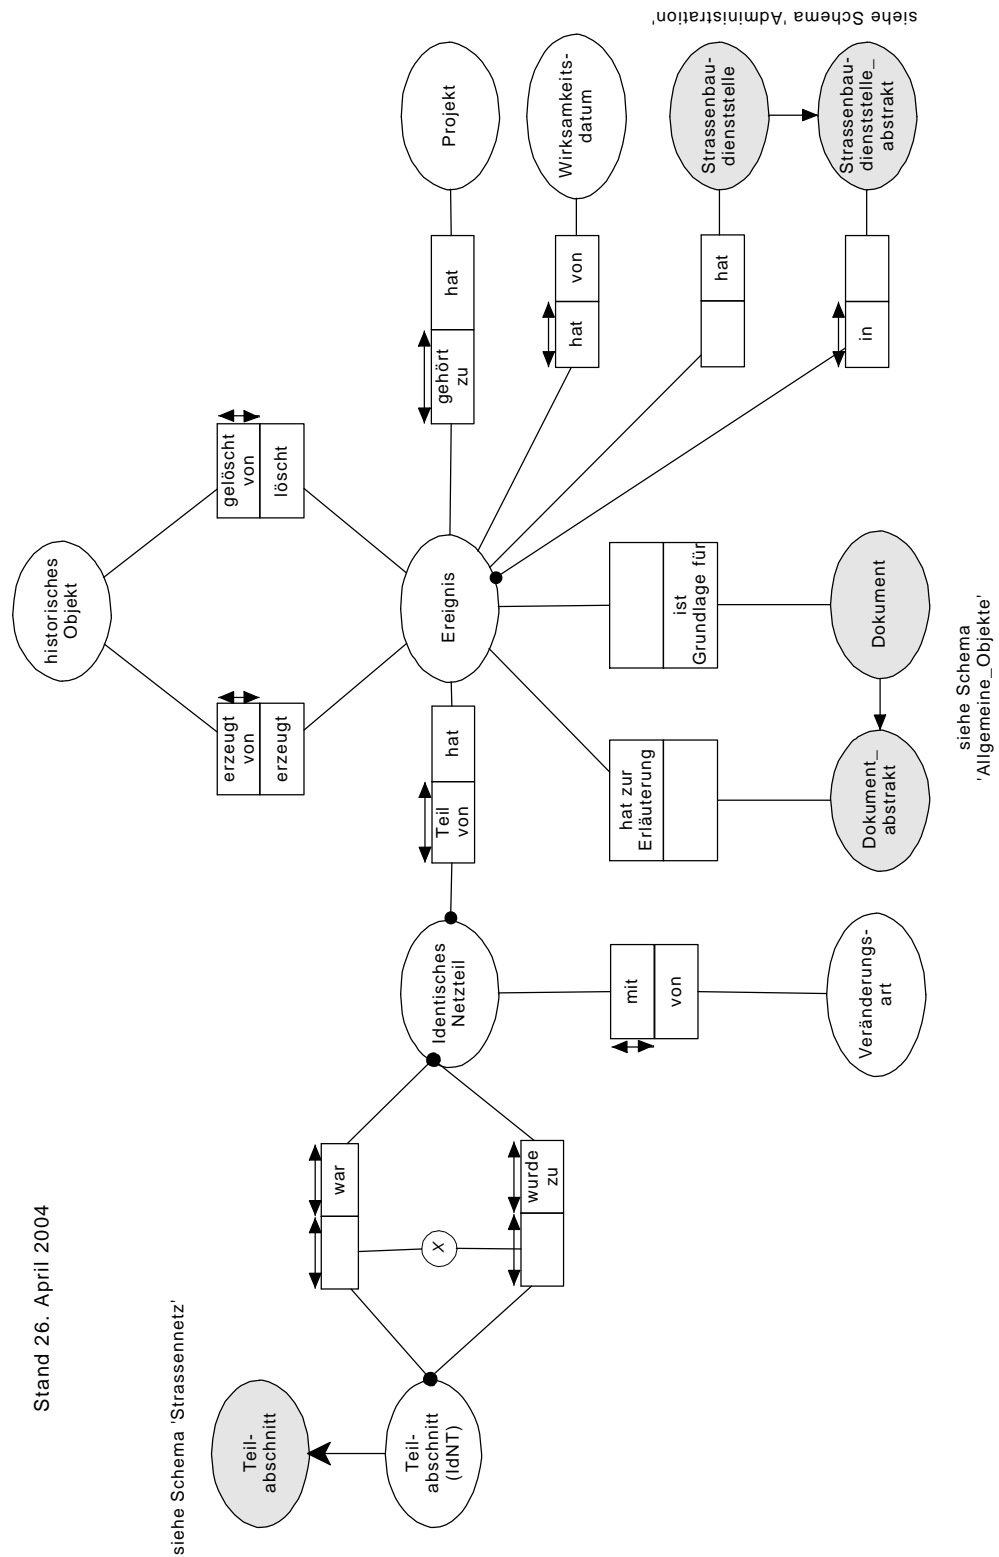 Stand 26. April 2004
siehe Schema 'Strassennetz'
Teil-
abschnitt
Teil-
abschnitt
(IdNT)
war
X
wurde
zu
Identisches
Netzteil
mit
von
Veränderungs-
art
Teil
von
hat
historisches
Objekt
erzeugt
von
erzeugt
gelöscht
von
löscht
Ereignis
hat zur
Erläuterung
ist
Grundlage für
Dokument_
abstrakt
Dokument
siehe Schema
'Allgemeine_Objekte'
gehört
zu
hat
Projekt
hat
von
Wirksamkeits-
datum
hat
Strassenbau-
dienststelle
in
Strassenbau-
dienststelle_
abstrakt
siehe Schema 'Administration'